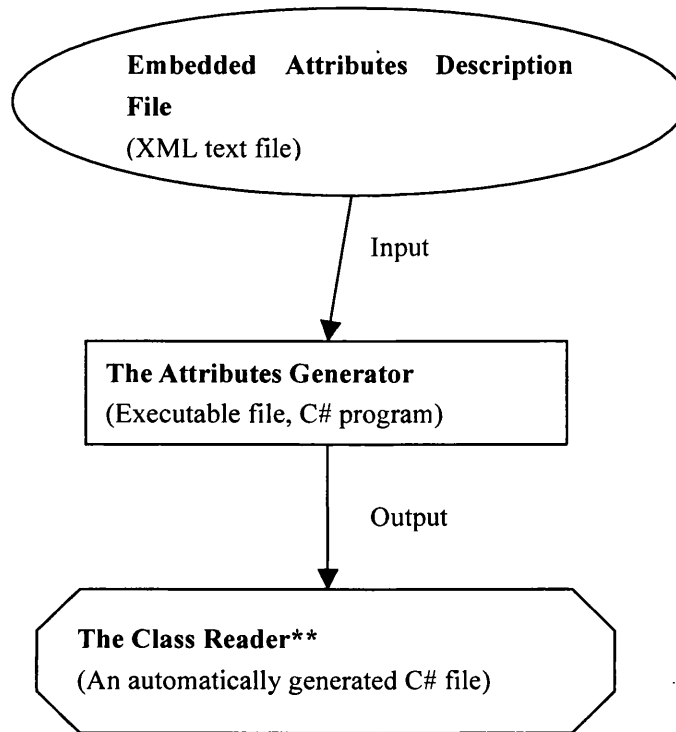 Embedded Attributes Description
File
(XML text file)
Input
The Attributes Generator
(Executable file, C# program)
Output
The Class Reader**
(An automatically generated C# file)